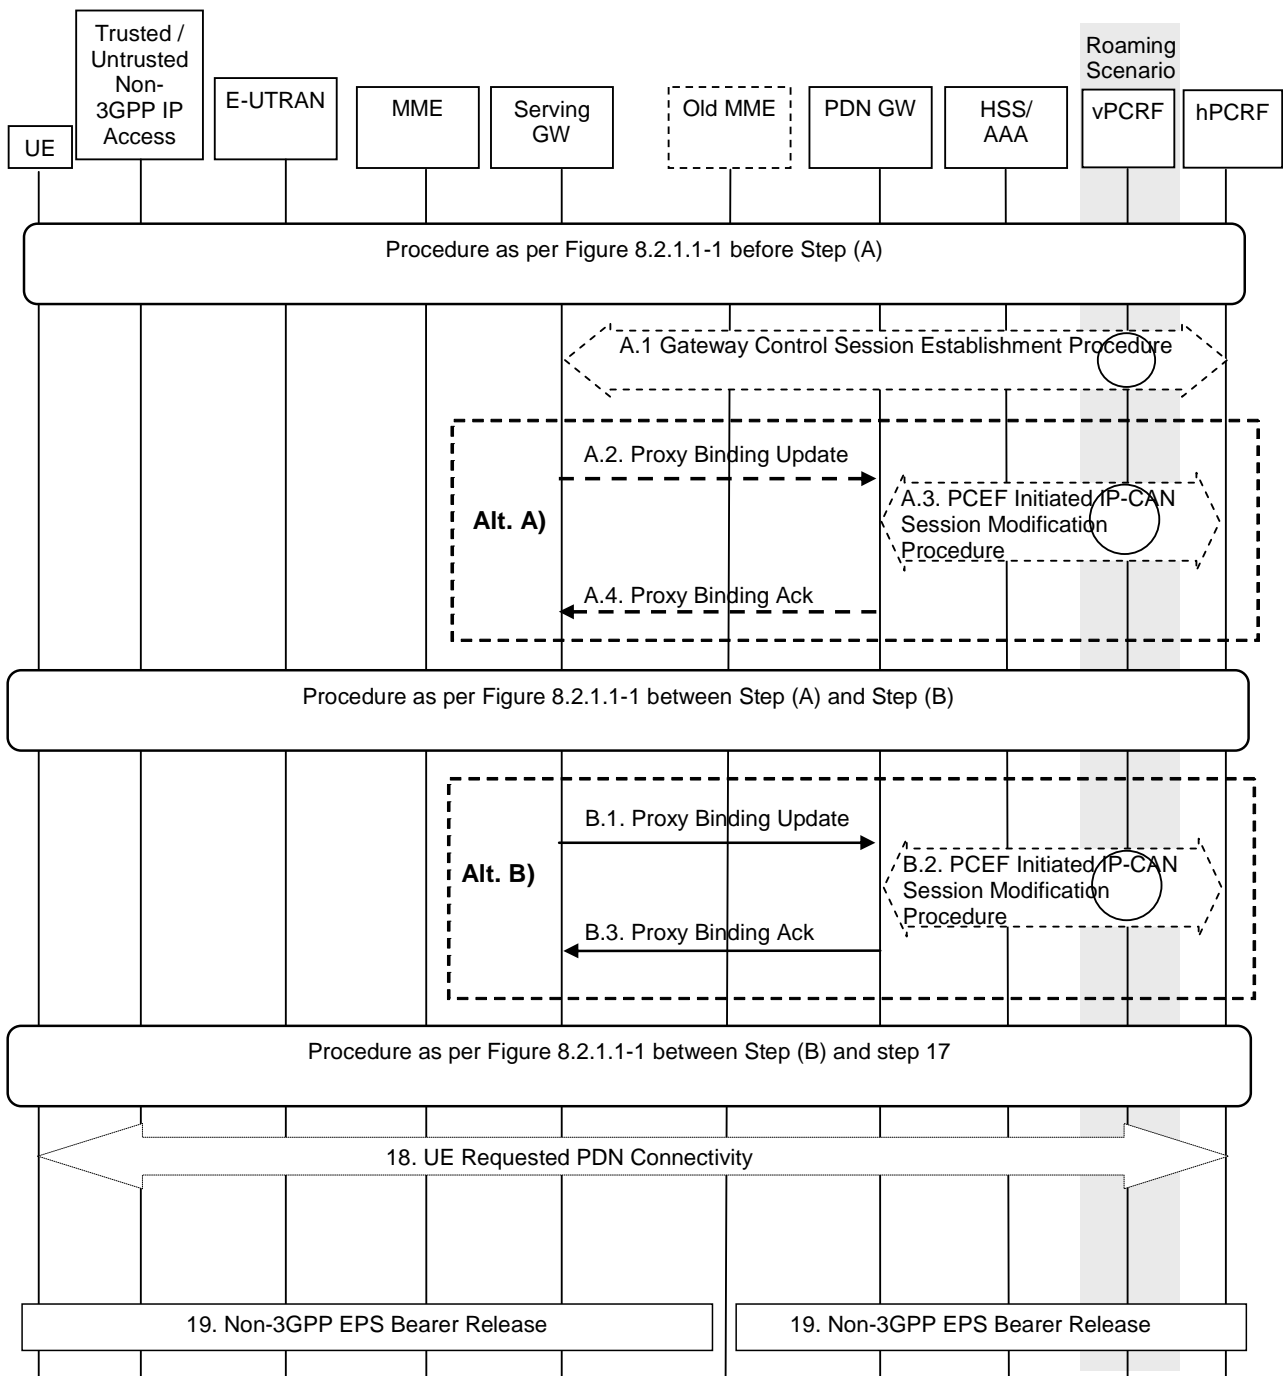 Trusted /
Untrusted
Non-
3GPP IP
Access
Roaming
Scenario
UE
E-UTRAN
MME
Serving
GW
Old MME
PDN GW
HSS/
AAA
vPCRF
hPCRF
Procedure as per Figure 8.2.1.1-1 before Step (A)
A.1 Gateway Control Session Establishment Procedure
Alt. A)
A.2. Proxy Binding Update
A.3. PCEF Initiated IP-CAN
Session Modification
Procedure
A.4. Proxy Binding Ack
Procedure as per Figure 8.2.1.1-1 between Step (A) and Step (B)
Alt. B)
B.1. Proxy Binding Update
B.2. PCEF Initiated IP-CAN
Session Modification
Procedure
B.3. Proxy Binding Ack
Procedure as per Figure 8.2.1.1-1 between Step (B) and step 17
18. UE Requested PDN Connectivity
19. Non-3GPP EPS Bearer Release
19. Non-3GPP EPS Bearer Release